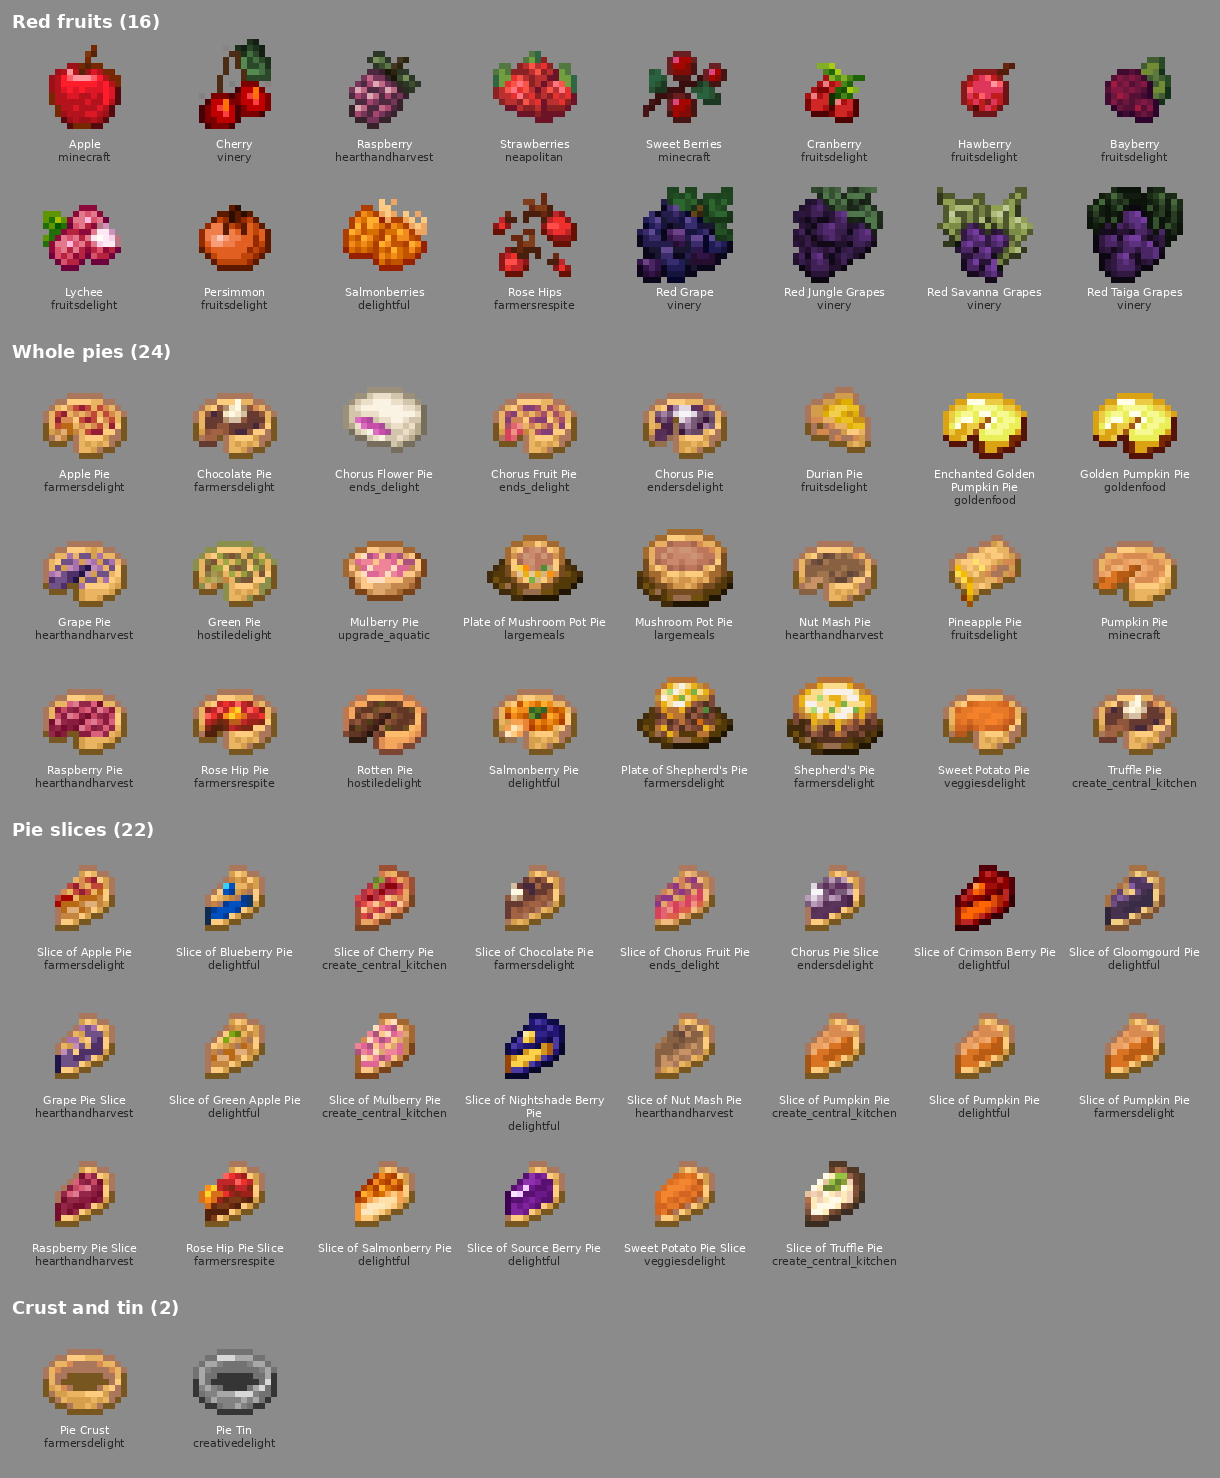 Red fruits (16)
Apple
minecraft
Cherry
vinery
Raspberry
hearthandharvest
Strawberries
neapolitan
Sweet Berries
minecraft
Cranberry
fruitsdelight
Hawberry
fruitsdelight
Bayberry
fruitsdelight
Lychee
fruitsdelight
Persimmon
fruitsdelight
Salmonberries
delightful
Rose Hips
farmersrespite
Red Grape
vinery
Red Jungle Grapes
vinery
Red Savanna Grapes
vinery
Red Taiga Grapes
vinery
Whole pies (24)
Apple Pie
farmersdelight
Chocolate Pie
farmersdelight
Chorus Flower Pie
ends_delight
Chorus Fruit Pie
ends_delight
Chorus Pie
endersdelight
Durian Pie
fruitsdelight
Enchanted Golden
Pumpkin Pie
goldenfood
Golden Pumpkin Pie
goldenfood
Grape Pie
hearthandharvest
Green Pie
hostiledelight
Mulberry Pie
upgrade_aquatic
Plate of Mushroom Pot Pie
largemeals
Mushroom Pot Pie
largemeals
Nut Mash Pie
hearthandharvest
Pineapple Pie
fruitsdelight
Pumpkin Pie
minecraft
Raspberry Pie
hearthandharvest
Rose Hip Pie
farmersrespite
Rotten Pie
hostiledelight
Salmonberry Pie
delightful
Plate of Shepherd's Pie
farmersdelight
Shepherd's Pie
farmersdelight
Sweet Potato Pie
veggiesdelight
Truffle Pie
create_central_kitchen
Pie slices (22)
Slice of Apple Pie
farmersdelight
Slice of Blueberry Pie
delightful
Slice of Cherry Pie
create_central_kitchen
Slice of Chocolate Pie
farmersdelight
Slice of Chorus Fruit Pie
ends_delight
Chorus Pie Slice
endersdelight
Slice of Crimson Berry Pie
delightful
Slice of Gloomgourd Pie
delightful
Grape Pie Slice
hearthandharvest
Slice of Green Apple Pie
delightful
Slice of Mulberry Pie
create_central_kitchen
Slice of Nightshade Berry
Pie
delightful
Slice of Nut Mash Pie
hearthandharvest
Slice of Pumpkin Pie
create_central_kitchen
Slice of Pumpkin Pie
delightful
Slice of Pumpkin Pie
farmersdelight
Raspberry Pie Slice
hearthandharvest
Rose Hip Pie Slice
farmersrespite
Slice of Salmonberry Pie
delightful
Slice of Source Berry Pie
delightful
Sweet Potato Pie Slice
veggiesdelight
Slice of Truffle Pie
create_central_kitchen
Crust and tin (2)
Pie Crust
farmersdelight
Pie Tin
creativedelight